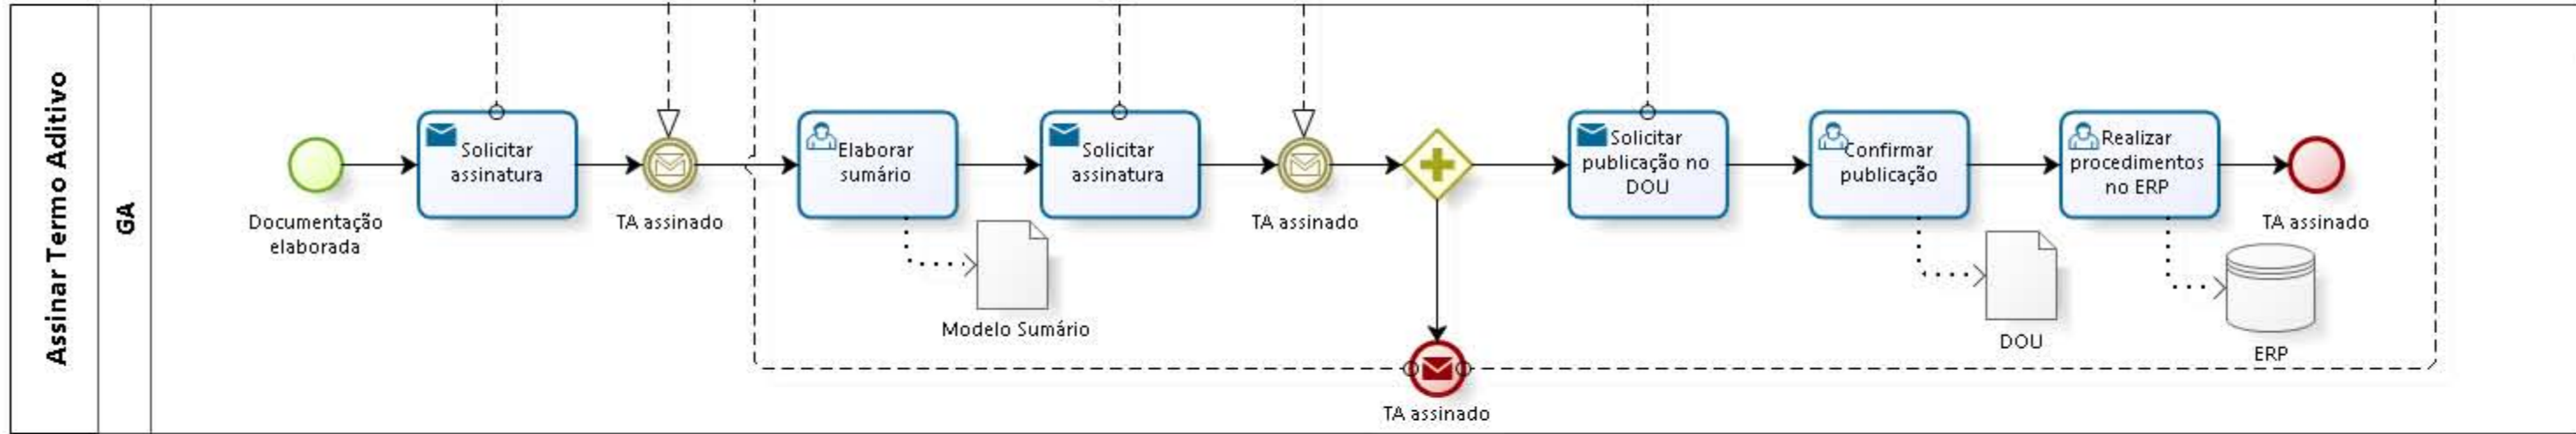 Assinar Termo Aditivo
GA
Documentação
elaborada
Solicitar
assinatura
TA assinado
Elaborar
sumário
Modelo Sumário
Solicitar
assinatura
TA assinado
TA assinado
Solicitar
publicação no
DOU
Confirmar
publicação
DOU
Realizar
procedimentos
no ERP
ERP
TA assinado